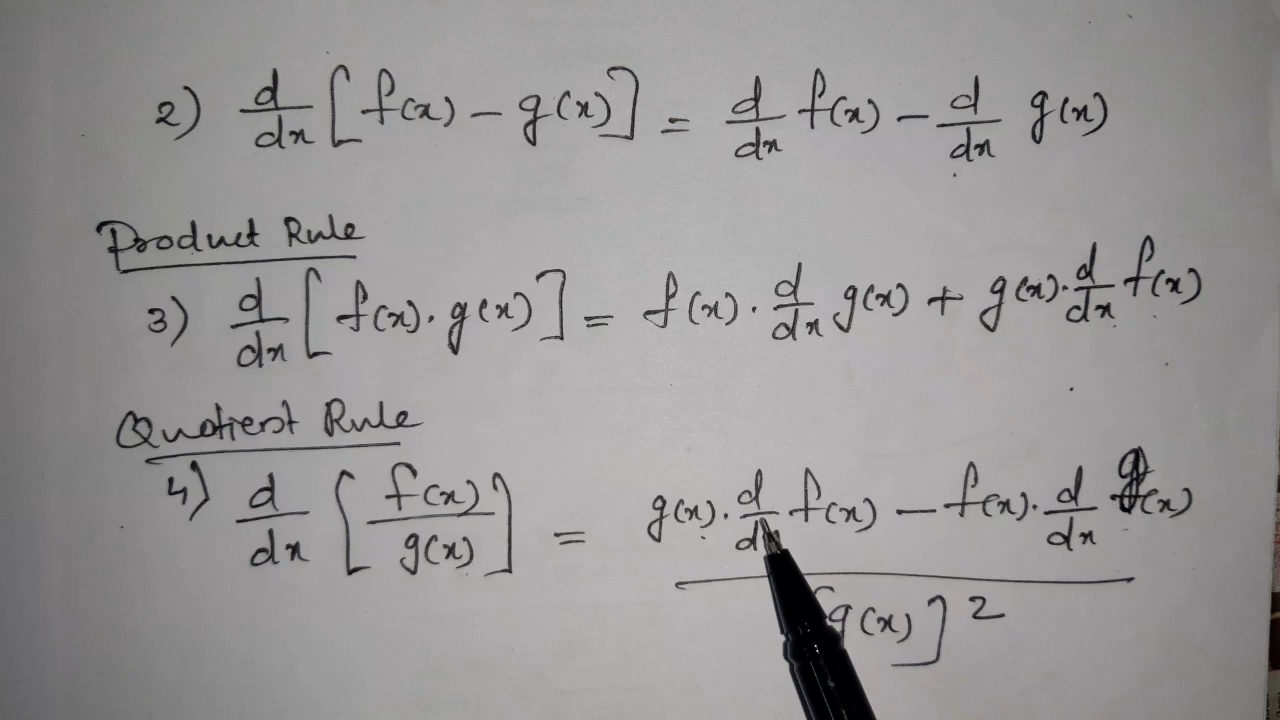 2) d/dx [f(x) - g(x)] = d/dx f(x) - d/dx g(x)
Product Rule
3) d/dx [f(x) . g(x)] = f(x) . d/dx g(x) + g(x) . d/dx f(x)
Quotient Rule
4) d/dx [f(x)/g(x)] = g(x) . d/dx f(x) - f(x) . d/dx g(x)
[g(x)]²